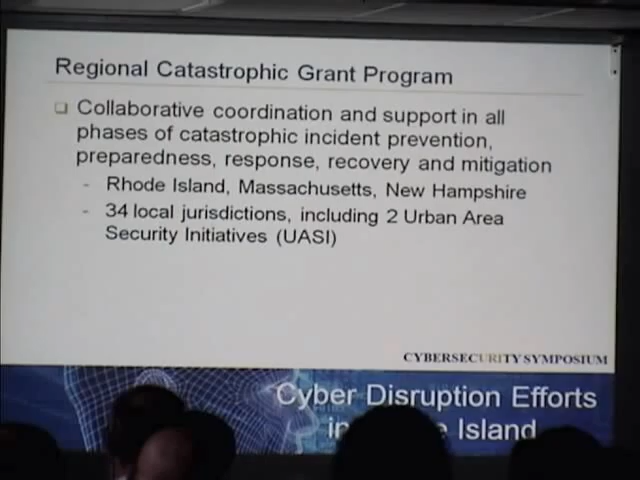 Regional Catastrophic Grant Program
Collaborative coordination and support in all
phases of catastrophic incident prevention,
preparedness, response, recovery and mitigation
- Rhode Island, Massachusetts, New Hampshire
- 34 local jurisdictions, including 2 Urban Area
Security Initiatives (UASI)
CYBERSECURITY SYMPOSIUM
Cyber Disruption Efforts
Island